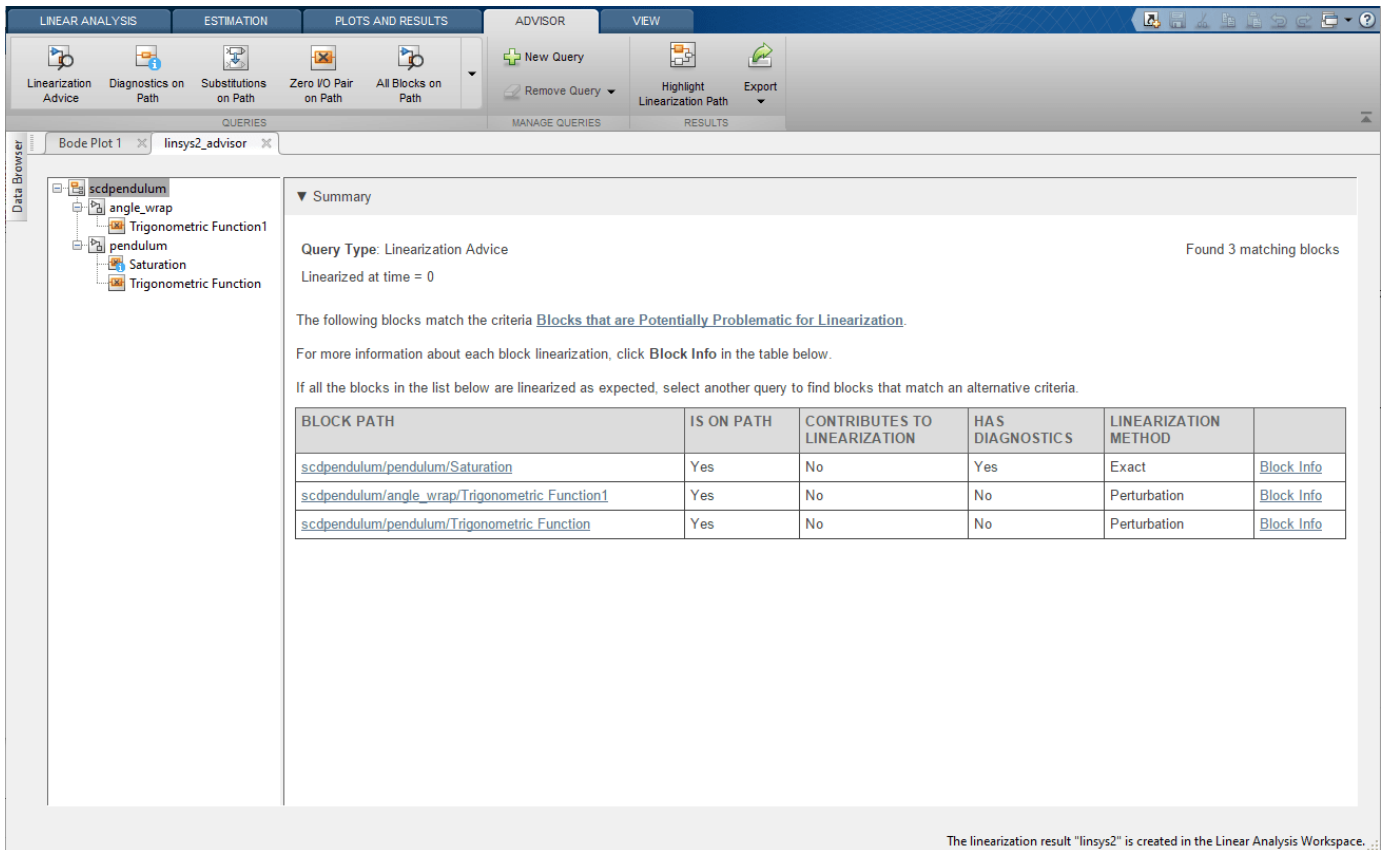 LINEAR ANALYSIS ESTIMATION PLOTS AND RESULTS ADVISOR VIEW
Linearization Advice
Diagnostics on Path
Substitutions on Path
Zero I/O Pair on Path
All Blocks on Path
New Query
Remove Query
Highlight Linearization Path
Export
QUERIES MANAGE QUERIES RESULTS
Data Browser
Bode Plot 1 linsys2_advisor
scdpendulum
angle_wrap
Trigonometric Function1
pendulum
Saturation
Trigonometric Function
▼ Summary
Query Type: Linearization Advice Found 3 matching blocks
Linearized at time = 0
The following blocks match the criteria Blocks that are Potentially Problematic for Linearization.
For more information about each block linearization, click Block Info in the table below.
If all the blocks in the list below are linearized as expected, select another query to find blocks that match an alternative criteria.
BLOCK PATH IS ON PATH CONTRIBUTES TO LINEARIZATION HAS DIAGNOSTICS LINEARIZATION METHOD
scdpendulum/pendulum/Saturation Yes No Yes Exact Block Info
scdpendulum/angle_wrap/Trigonometric Function1 Yes No No Perturbation Block Info
scdpendulum/pendulum/Trigonometric Function Yes No No Perturbation Block Info
The linearization result "linsys2" is created in the Linear Analysis Workspace.